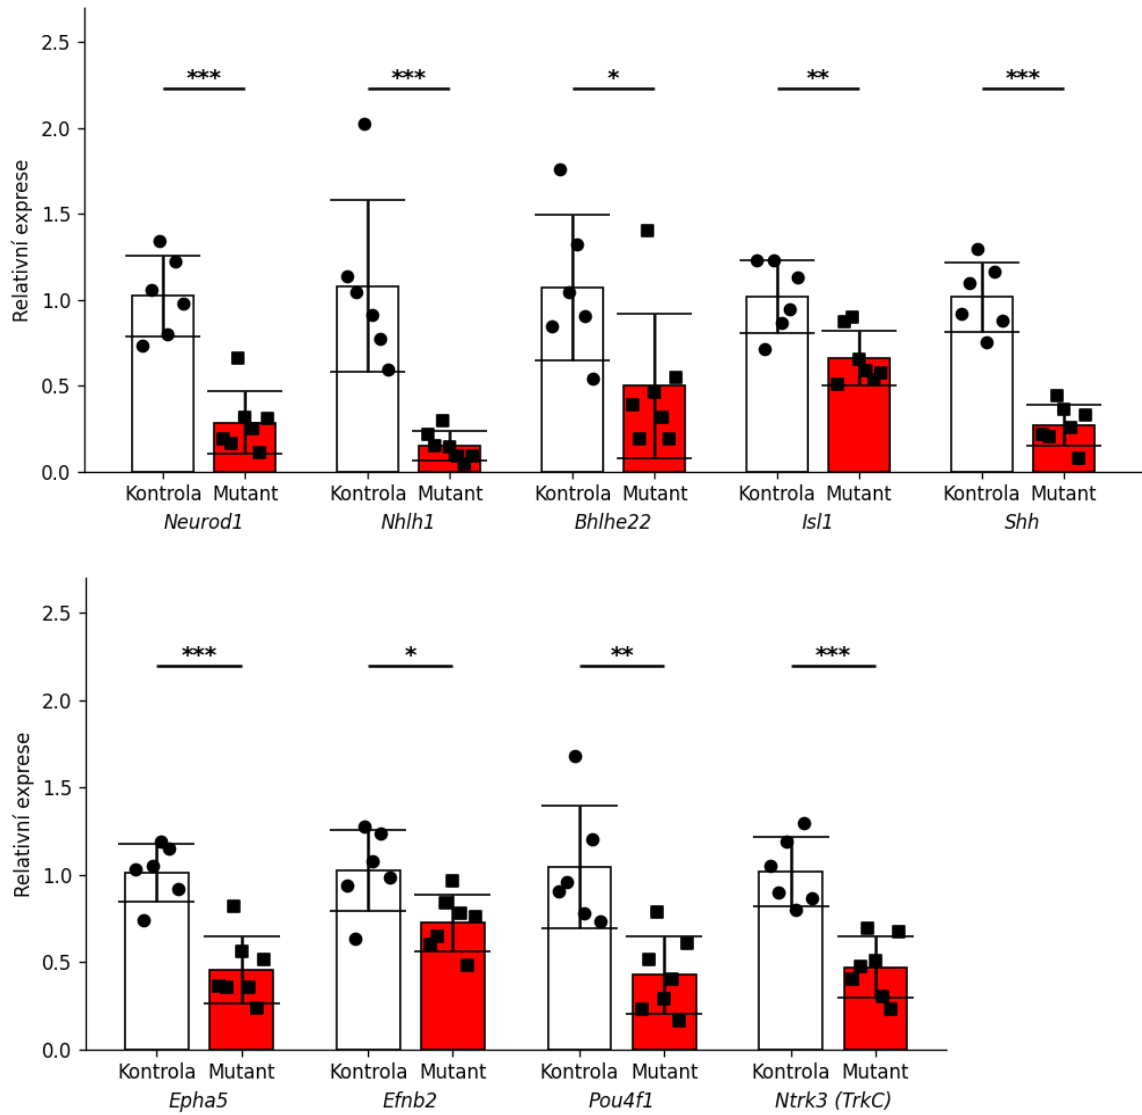 Relativní exprese
2.5
2.0
1.5
1.0
0.5
0.0
*** *** * ** ***
Kontrola Mutant Kontrola Mutant Kontrola Mutant Kontrola Mutant Kontrola Mutant
Neurod1 Nhlh1 Bhlhe22 Isl1 Shh
Relativní exprese
2.5
2.0
1.5
1.0
0.5
0.0
*** * ** ***
Kontrola Mutant Kontrola Mutant Kontrola Mutant Kontrola Mutant
Epha5 Efnb2 Pou4f1 Ntrk3 (TrkC)